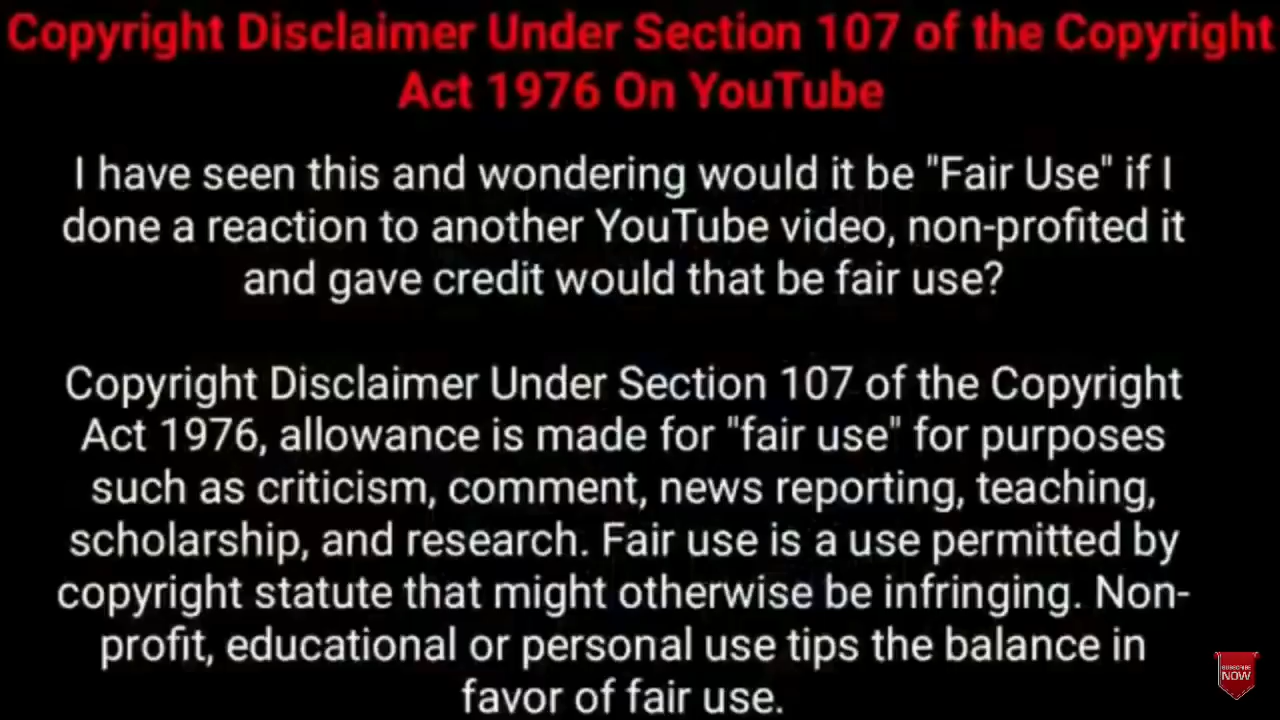 Copyright Disclaimer Under Section 107 of the Copyright
Act 1976 On YouTube
I have seen this and wondering would it be "Fair Use" if I
done a reaction to another YouTube video, non-profited it
and gave credit would that be fair use?
Copyright Disclaimer Under Section 107 of the Copyright
Act 1976, allowance is made for "fair use" for purposes
such as criticism, comment, news reporting, teaching,
scholarship, and research. Fair use is a use permitted by
copyright statute that might otherwise be infringing. Non-
profit, educational or personal use tips the balance in
favor of fair use.
SUBSCRIBE
NOW